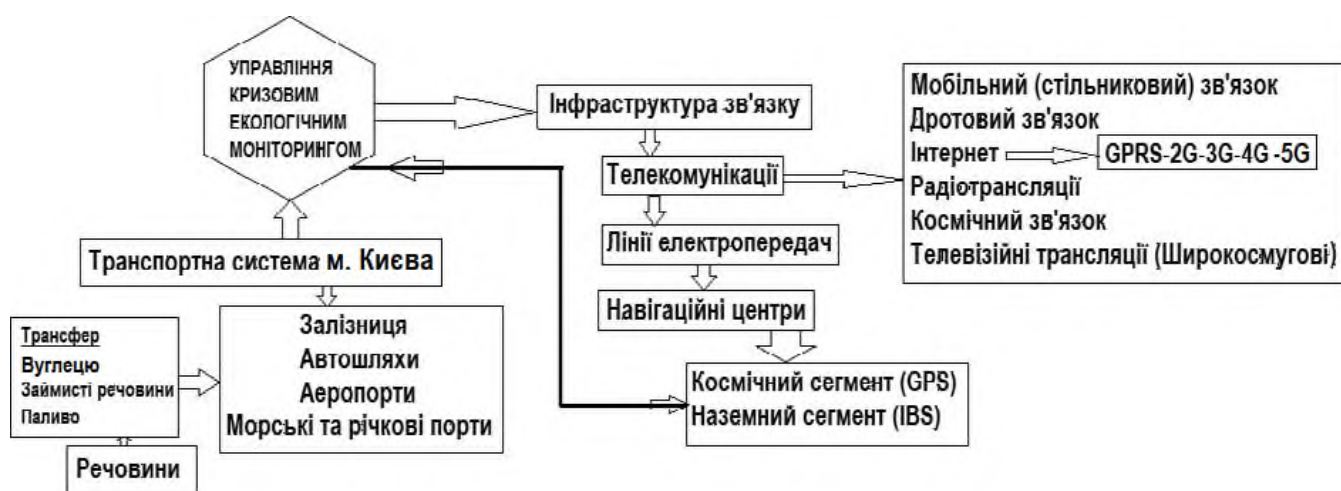 УПРАВЛІННЯ
КРИЗОВИМ
ЕКОЛОГІЧНИМ
МОНІТОРИНГОМ
Інфраструктура зв'язку
Телекомунікації
Лінії електропередач
Навігаційні центри
Космічний сегмент (GPS)
Наземний сегмент (IBS)
Мобільний (стільниковий) зв'язок
Дротовий зв'язок
Інтернет
GPRS-2G-3G-4G -5G
Радіотрансляції
Космічний зв'язок
Телевізійні трансляції (Широкосмугові)
Транспортна система м. Києва
Залізниця
Автошляхи
Аеропорти
Морські та річкові порти
Трансфер
Вуглецю
Займисті речовини
Паливо
Речовини